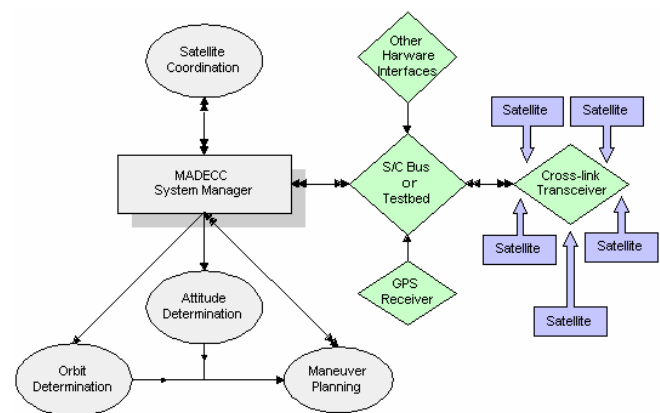 Satellite
Coordination
Other
Harware
Interfaces
Satellite
Satellite
MADECC
System Manager
S/C Bus
or
Testbed
Cross-link
Transceiver
Satellite
Satellite
Satellite
GPS
Receiver
Attitude
Determination
Orbit
Determination
Maneuver
Planning